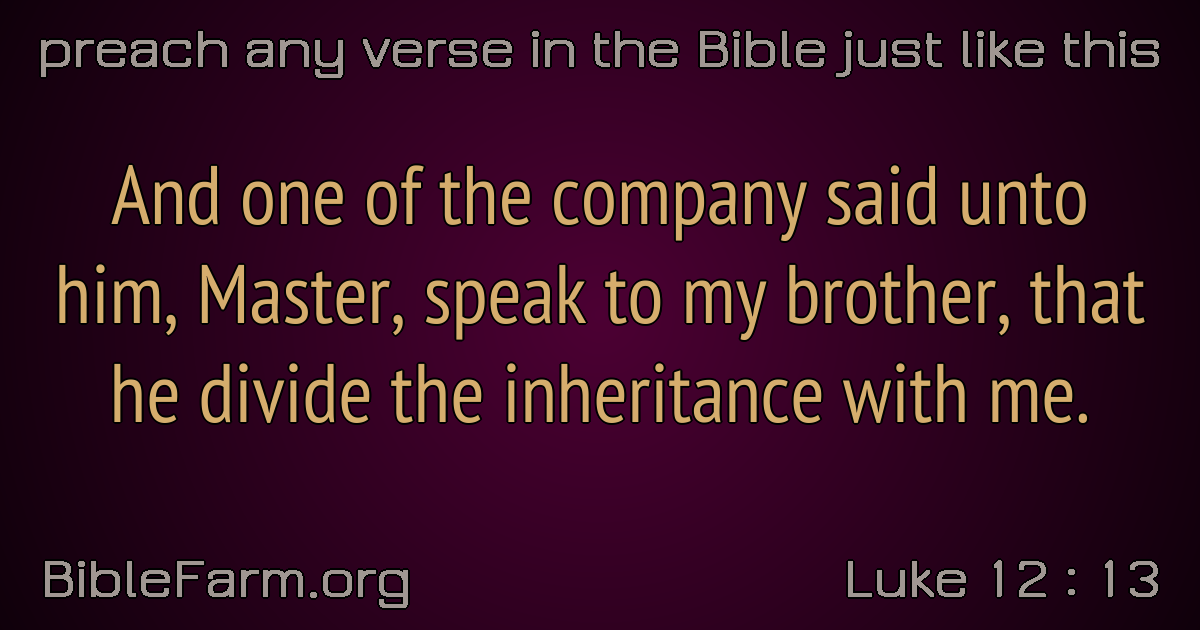 preach any verse in the Bible just like this
And one of the company said unto
him, Master, speak to my brother, that
he divide the inheritance with me.
BibleFarm.org
Luke 12 : 13